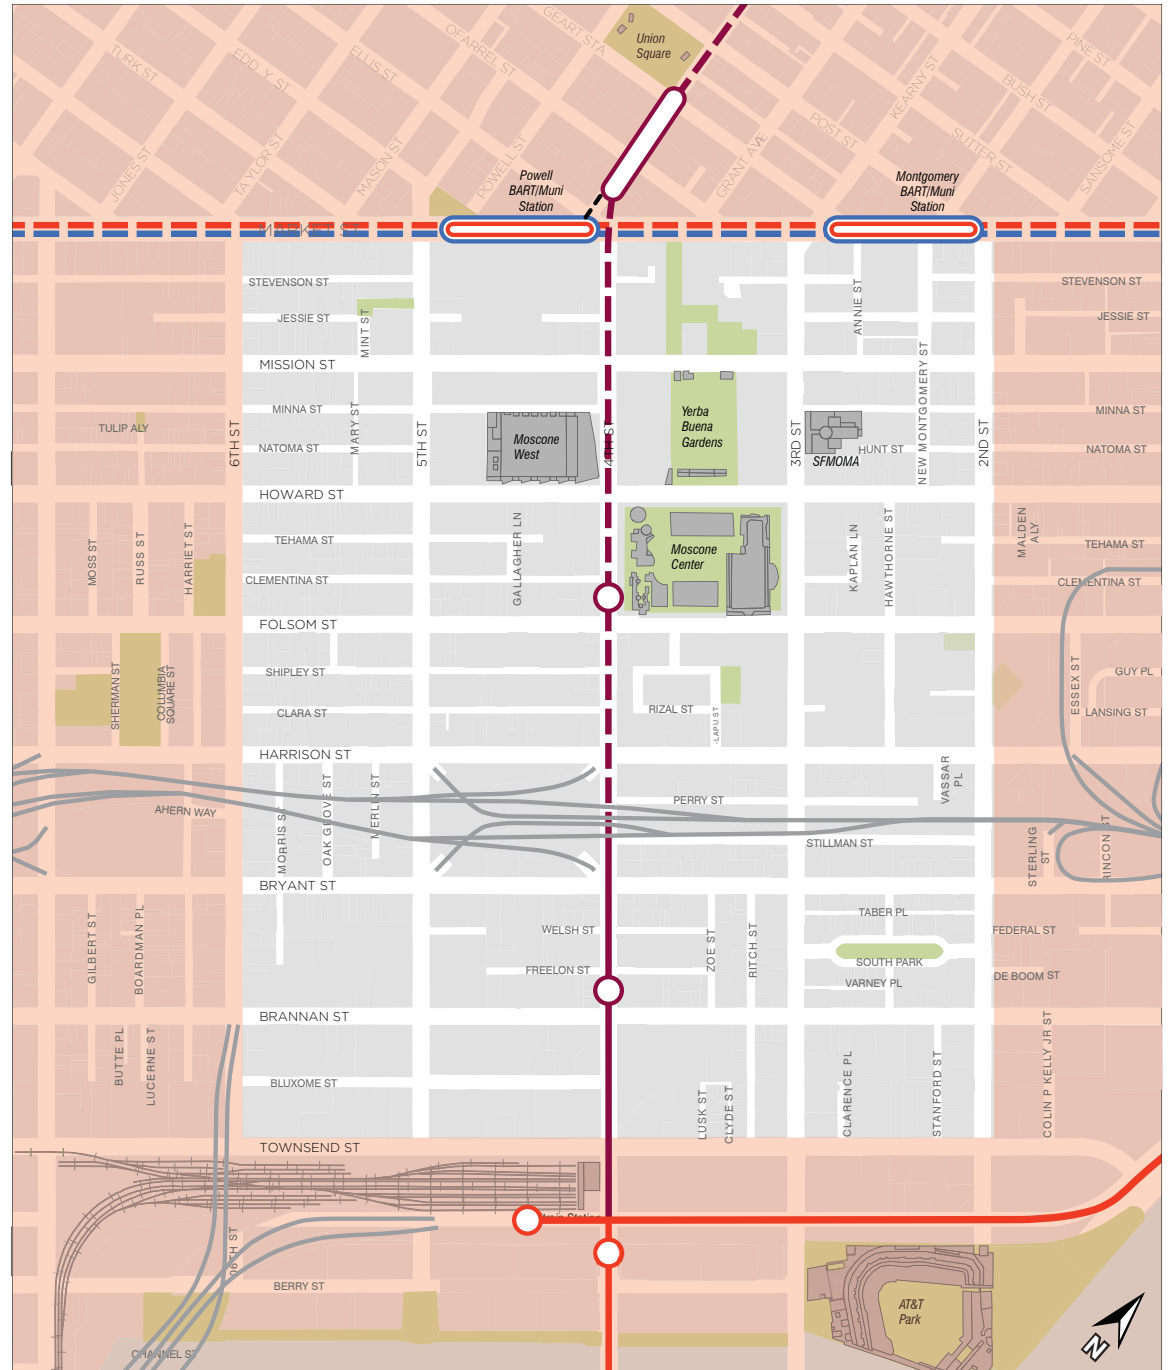 GEART STA
Union
Square
OFARREL ST
PINE ST
TURK ST
EDD Y ST
ELLIS ST
KEARNY ST
BUSH ST
POST ST
SUTTER ST
SANSOME ST
JONES ST
TAYLOR ST
MASON ST
POWELL ST
GRANT AVE
Powell
BART/Muni
Station
Montgomery
BART/Muni
Station
MARKET ST
STEVENSON ST
STEVENSON ST
JESSIE ST
MINT ST
ANNIE ST
JESSIE ST
MISSION ST
NEW MONTGOMERY ST
MINNA ST
MARY ST
MINNA ST
TULIP ALY
6TH ST
NATOMA ST
5TH ST
Moscone
West
4TH ST
Yerba
Buena
Gardens
3RD ST
SFMOMA
HUNT ST
2ND ST
NATOMA ST
HOWARD ST
MOSS ST
RUSS ST
HARRIET ST
TEHAMA ST
GALLAGHER LN
Moscone
Center
KAPLAN LN
HAWTHORNE ST
MALDEN
ALY
TEHAMA ST
CLEMENTINA ST
CLEMENTINA ST
FOLSOM ST
SHERMAN ST
COLUMBIA
SQUARE ST
SHIPLEY ST
ESSEX ST
GUY PL
CLARA ST
RIZAL ST
LAPU ST
LANSING ST
HARRISON ST
VASSAR
PL
AHERN WAY
MORRIS ST
OAK GROVE ST
MERLIN ST
PERRY ST
STILLMAN ST
STERLING
ST
RINCON ST
BRYANT ST
GILBERT ST
BOARDMAN PL
WELSH ST
FREELON ST
ZOE ST
RITCH ST
TABER PL
SOUTH PARK
VARNEY PL
FEDERAL ST
DE BOOM ST
BRANNAN ST
BUTTE PL
LUCERNE ST
BLUXOME ST
LUSK ST
CLYDE ST
CLARENCE PL
STANFORD ST
COLIN P KELLY JR ST
TOWNSEND ST
Station
06TH ST
BERRY ST
AT&T
Park
CHANNEL ST
N